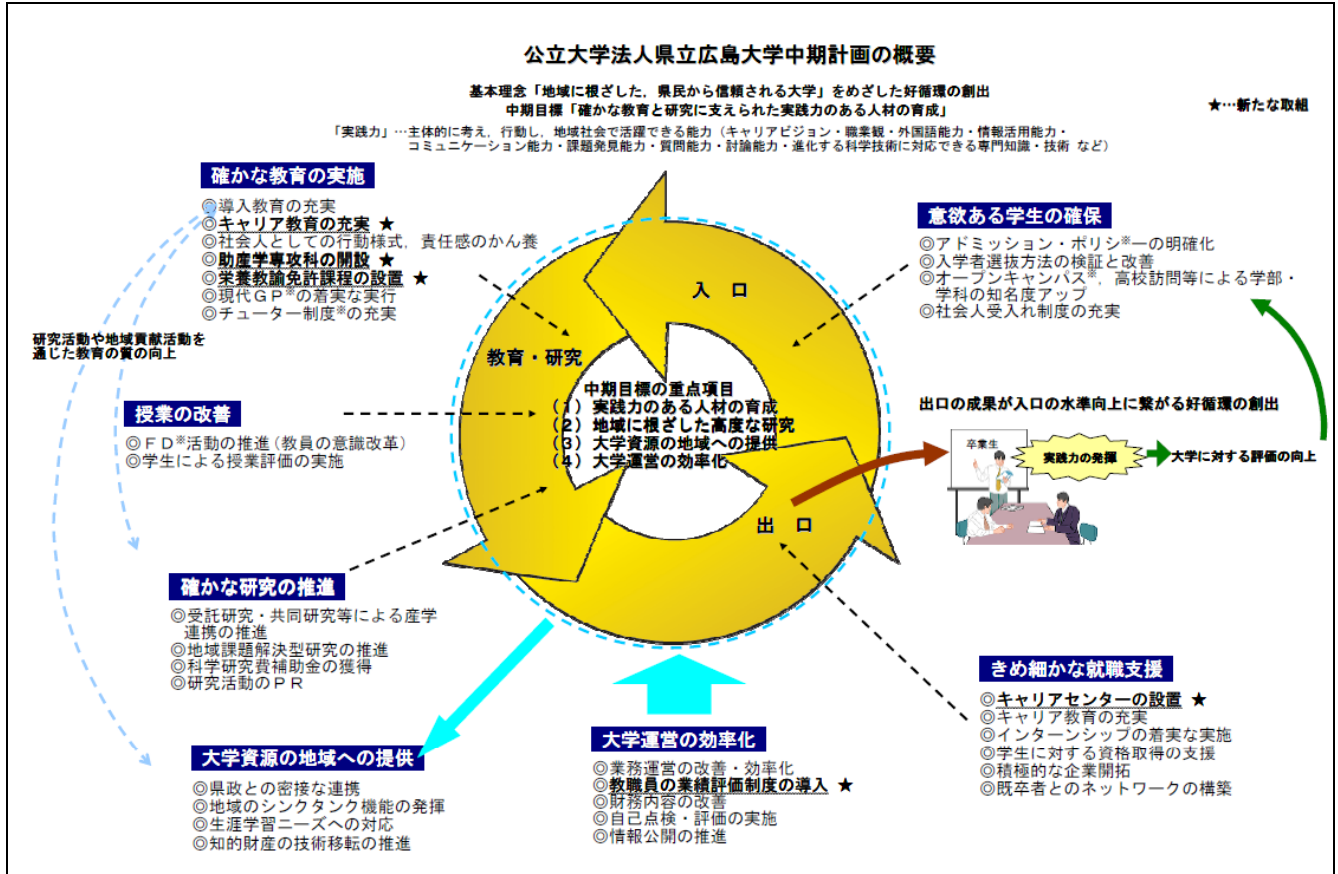 公立大学法人県立広島大学中期計画の概要
基本理念「地域に根ざした，県民から信頼される大学」をめざした好循環の創出
中期目標「確かな教育と研究に支えられた実践力のある人材の育成」
★…新たな取組
「実践力」…主体的に考え，行動し，地域社会で活躍できる能力（キャリアビジョン・職業観・外国語能力・情報活用能力・
コミュニケーション能力・課題発見能力・質問能力・討論能力・進化する科学技術に対応できる専門知識・技術 など）
確かな教育の実施
◎導入教育の充実
◎キャリア教育の充実 ★
◎社会人としての行動様式，責任感のかん養
◎助産学専攻科の開設 ★
◎栄養教諭免許課程の設置 ★
◎現代ＧＰ※の着実な実行
◎チューター制度※の充実
意欲ある学生の確保
◎アドミッション・ポリシ※ーの明確化
◎入学者選抜方法の検証と改善
◎オープンキャンパス※，高校訪問等による学部・
学科の知名度アップ
◎社会人受入れ制度の充実
入 口
研究活動や地域貢献活動を
通じた教育の質の向上
教育・研究
授業の改善
◎ＦＤ※活動の推進（教員の意識改革）
◎学生による授業評価の実施
中期目標の重点項目
（１）実践力のある人材の育成
（２）地域に根ざした高度な研究
（３）大学資源の地域への提供
（４）大学運営の効率化
出口の成果が入口の水準向上に繋がる好循環の創出
卒業生
実践力の発揮
大学に対する評価の向上
出 口
確かな研究の推進
◎受託研究・共同研究等による産学
連携の推進
◎地域課題解決型研究の推進
◎科学研究費補助金の獲得
◎研究活動のＰＲ
きめ細かな就職支援
◎キャリアセンターの設置 ★
◎キャリア教育の充実
◎インターンシップの着実な実施
◎学生に対する資格取得の支援
◎積極的な企業開拓
◎既卒者とのネットワークの構築
大学資源の地域への提供
◎県政との密接な連携
◎地域のシンクタンク機能の発揮
◎生涯学習ニーズへの対応
◎知的財産の技術移転の推進
大学運営の効率化
◎業務運営の改善・効率化
◎教職員の業績評価制度の導入 ★
◎財務内容の改善
◎自己点検・評価の実施
◎情報公開の推進